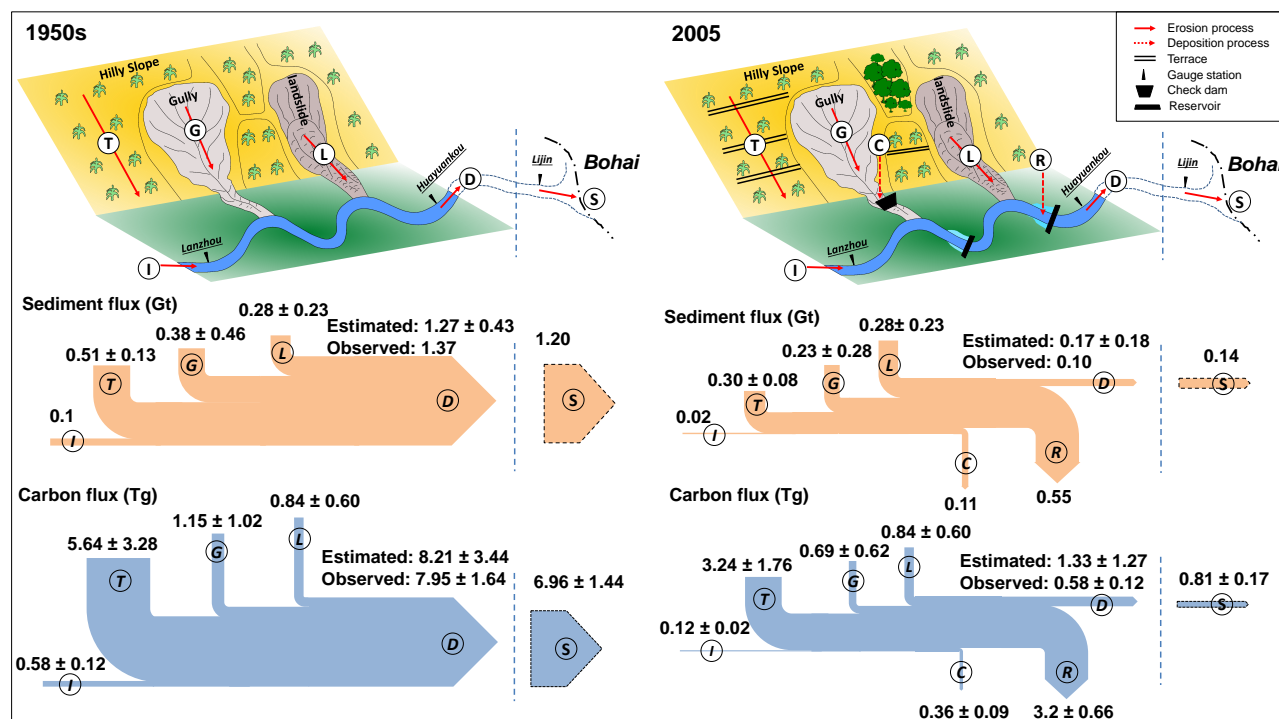 1950s
Hilly Slope
Gully
landslide
T
G
L
Lanzhou
I
Huayuankou
D
Lijin
Bohai
S
2005
Hilly Slope
Gully
landslide
T
G
C
L
R
Lanzhou
I
Huayuankou
D
Lijin
Bohai
S
Erosion process
Deposition process
Terrace
Gauge station
Check dam
Reservoir
Sediment flux (Gt)
0.28 ± 0.23
0.38 ± 0.46
0.51 ± 0.13
0.1
Estimated: 1.27 ± 0.43
Observed: 1.37
1.20
T
G
L
I
D
S
Sediment flux (Gt)
0.28± 0.23
0.23 ± 0.28
0.30 ± 0.08
0.02
Estimated: 0.17 ± 0.18
Observed: 0.10
0.14
T
G
L
I
D
S
C
R
0.11
0.55
Carbon flux (Tg)
0.84 ± 0.60
1.15 ± 1.02
5.64 ± 3.28
0.58 ± 0.12
Estimated: 8.21 ± 3.44
Observed: 7.95 ± 1.64
6.96 ± 1.44
T
G
L
I
D
S
Carbon flux (Tg)
0.84 ± 0.60
0.69 ± 0.62
3.24 ± 1.76
0.12 ± 0.02
Estimated: 1.33 ± 1.27
Observed: 0.58 ± 0.12
0.81 ± 0.17
T
G
L
I
D
S
C
R
0.36 ± 0.09
3.2 ± 0.66